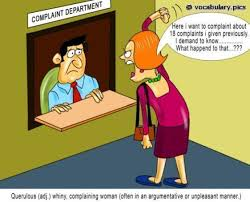 COMPLAINT DEPARTMENT
@ vocabulary.pics
Here i want to complaint about
18 complaints i given previously.
I demand to know............
What happend to that...???
Querulous (adj.) whiny, complaining woman (often in an argumentative or unpleasant manner.)